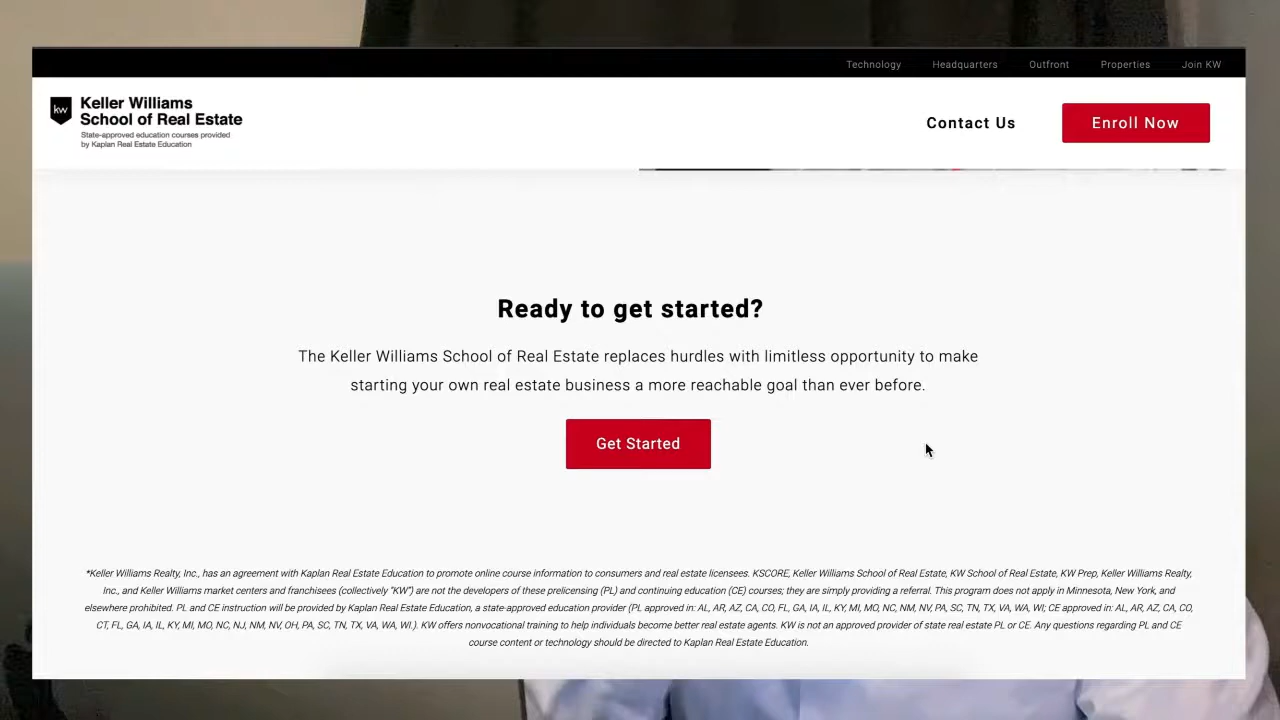 Technology Headquarters Outfront Properties Join KW
kw
Keller Williams
School of Real Estate
State-approved education courses provided
by Kaplan Real Estate Education
Contact Us
Enroll Now
Ready to get started?
The Keller Williams School of Real Estate replaces hurdles with limitless opportunity to make
starting your own real estate business a more reachable goal than ever before.
Get Started
*Keller Williams Realty, Inc., has an agreement with Kaplan Real Estate Education to promote online course information to consumers and real estate licensees. KSCORE, Keller Williams School of Real Estate, KW School of Real Estate, KW Prep, Keller Williams Realty,
Inc., and Keller Williams market centers and franchisees (collectively "KW") are not the developers of these prelicensing (PL) and continuing education (CE) courses; they are simply providing a referral. This program does not apply in Minnesota, New York, and
elsewhere prohibited. PL and CE instruction will be provided by Kaplan Real Estate Education, a state-approved education provider (PL approved in: AL, AR, AZ, CA, CO, FL, GA, IA, IL, KY, MI, MO, NC, NM, NV, PA, SC, TN, TX, VA, WA, WI; CE approved in: AL, AR, AZ, CA, CO,
CT, FL, GA, IA, IL, KY, MI, MO, NC, NJ, NM, NV, OH, PA, SC, TN, TX, VA, WA, WI.). KW offers nonvocational training to help individuals become better real estate agents. KW is not an approved provider of state real estate PL or CE. Any questions regarding PL and CE
course content or technology should be directed to Kaplan Real Estate Education.